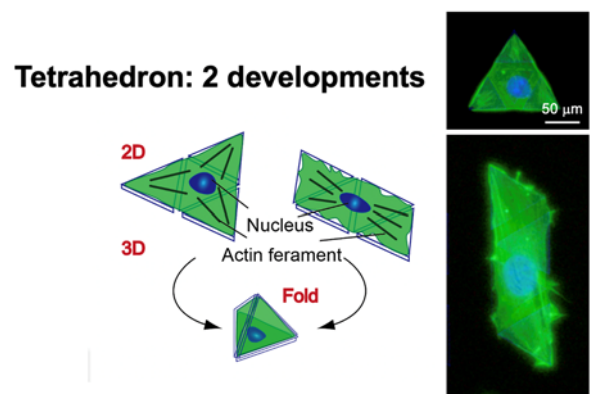 Tetrahedron: 2 developments
50 μm
2D
Nucleus
3D
Actin ferament
Fold